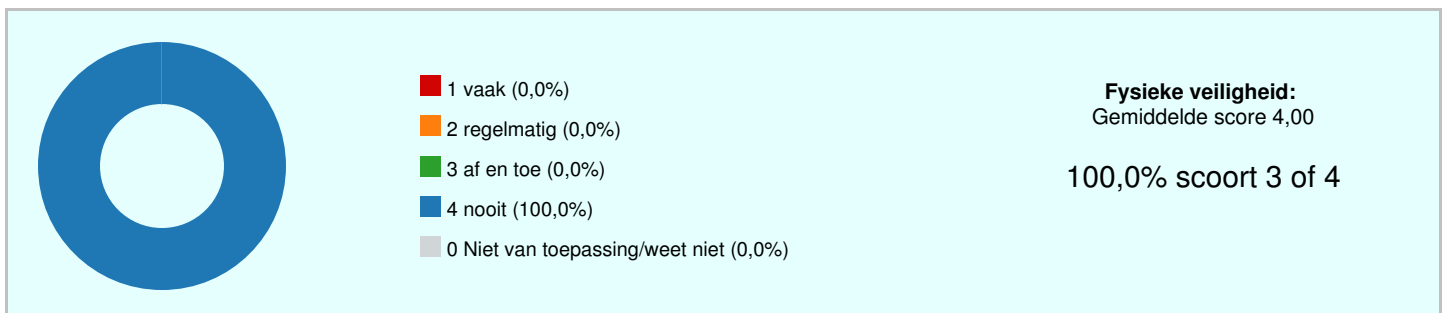 1 vaak (0,0%)
2 regelmatig (0,0%)
3 af en toe (0,0%)
4 nooit (100,0%)
0 Niet van toepassing/weet niet (0,0%)
Fysieke veiligheid:
Gemiddelde score 4,00
100,0% scoort 3 of 4